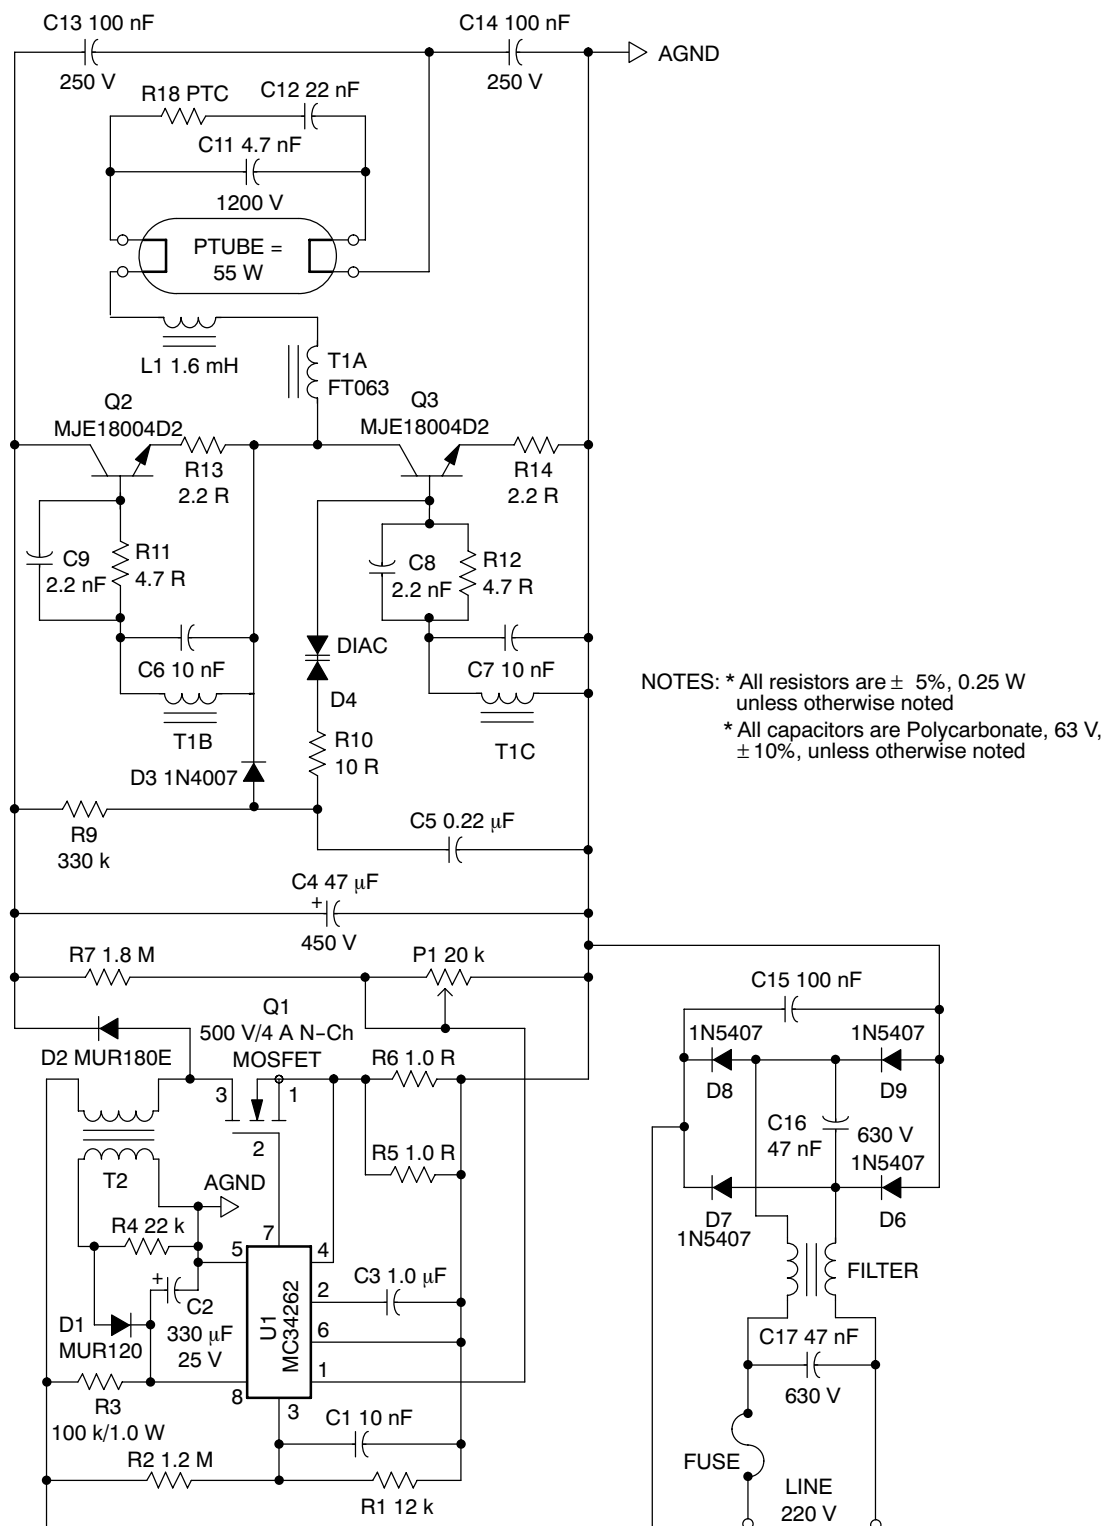 C13 100 nF
250 V
C14 100 nF
250 V
AGND
R18 PTC
C12 22 nF
C11 4.7 nF
1200 V
PTUBE =
55 W
L1 1.6 mH
T1A
FT063
Q2
MJE18004D2
Q3
MJE18004D2
R13
2.2 R
R14
2.2 R
C9
2.2 nF
R11
4.7 R
C8
2.2 nF
R12
4.7 R
C6 10 nF
T1B
DIAC
D4
C7 10 nF
T1C
NOTES: * All resistors are ± 5%, 0.25 W
unless otherwise noted
* All capacitors are Polycarbonate, 63 V,
±10%, unless otherwise noted
R10
10 R
D3 1N4007
R9
330 k
C5 0.22 μF
C4 47 μF
+
450 V
R7 1.8 M
P1 20 k
Q1
500 V/4 A N−Ch
MOSFET
D2 MUR180E
3
1
2
R6 1.0 R
R5 1.0 R
C15 100 nF
1N5407
D8
1N5407
D9
C16
47 nF
630 V
1N5407
D6
D7
1N5407
T2
AGND
R4 22 k
+
C2
330 μF
25 V
D1
MUR120
R3
100 k/1.0 W
R2 1.2 M
7
5
4
2
6
1
8
3
U1
MC34262
C3 1.0 μF
C1 10 nF
R1 12 k
FILTER
C17 47 nF
630 V
FUSE
LINE
220 V